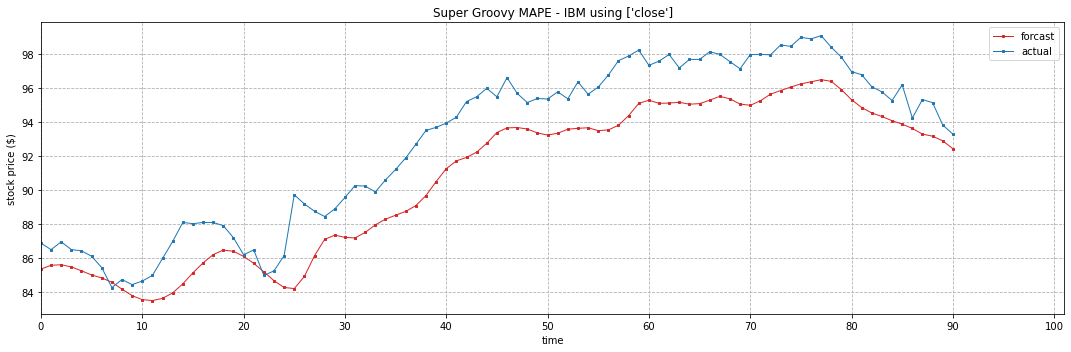 Super Groovy MAPE - IBM using ['close']
forcast
actual
stock price ($)
98
96
94
92
90
88
86
84
0 10 20 30 40 50 60 70 80 90 100
time